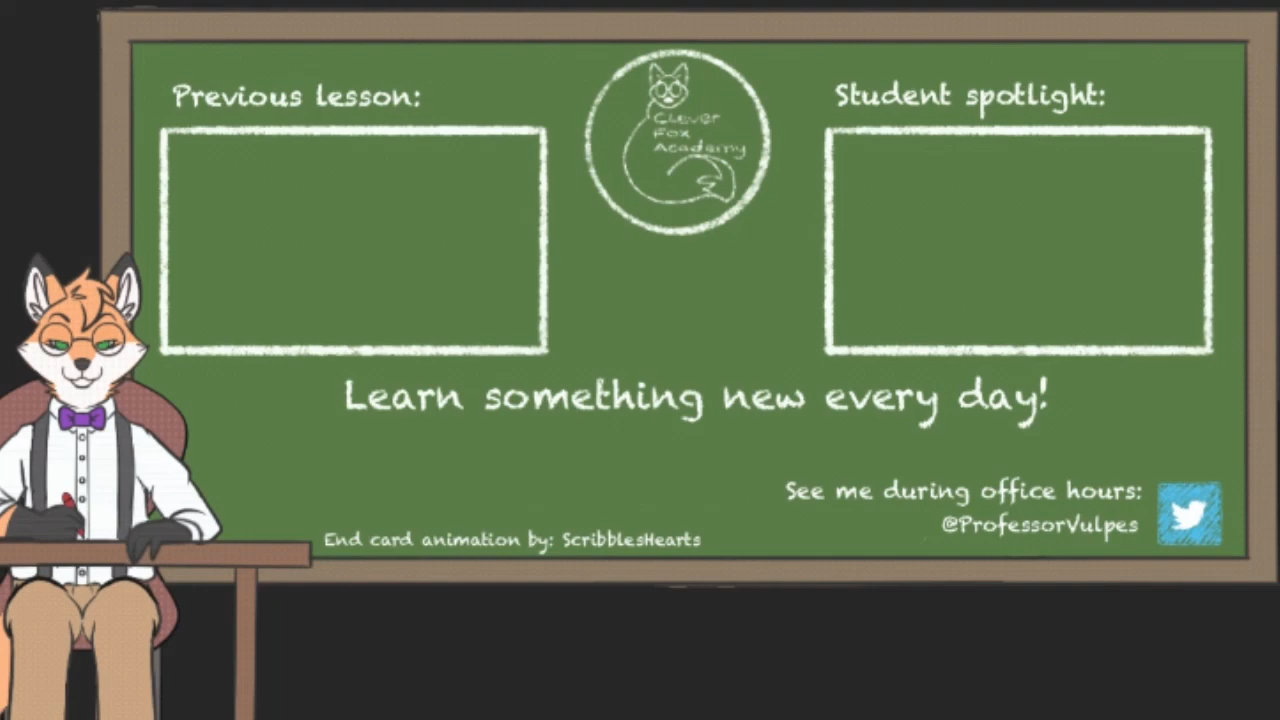 Previous lesson:
Student spotlight:
Clever
Fox
Academy
Learn something new every day!
See me during office hours:
@ProfessorVulpes
End card animation by: ScribblesHearts